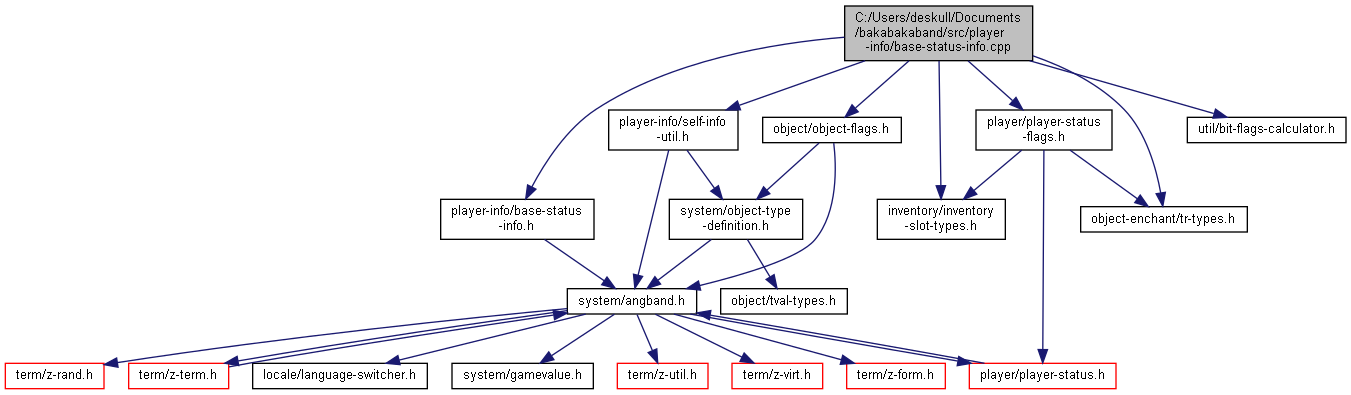 C:/Users/deskull/Documents
/bakabakaband/src/player
-info/base-status-info.cpp
player-info/self-info
-util.h
object/object-flags.h
player/player-status
-flags.h
util/bit-flags-calculator.h
player-info/base-status
-info.h
system/object-type
-definition.h
inventory/inventory
-slot-types.h
object-enchant/tr-types.h
system/angband.h
object/tval-types.h
term/z-rand.h
term/z-term.h
locale/language-switcher.h
system/gamevalue.h
term/z-util.h
term/z-virt.h
term/z-form.h
player/player-status.h